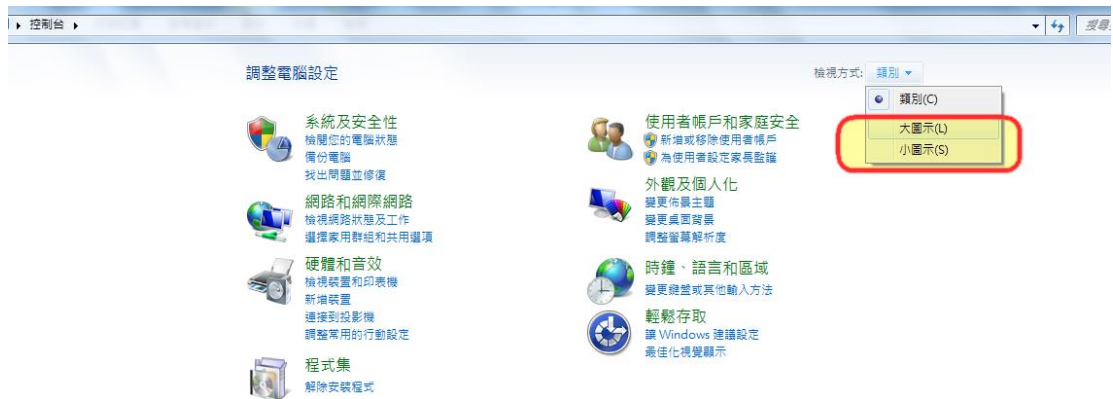 控制台
搜尋
調整電腦設定
檢視方式: 類別
類別(C)
大圖示(L)
小圖示(S)
系統及安全性
檢閱您的電腦狀態
備份電腦
找出問題並修復
網路和網際網路
檢視網路狀態及工作
選擇家用群組和共用選項
硬體和音效
檢視裝置和印表機
新增裝置
連接到投影機
調整常用的行動設定
程式集
解除安裝程式
使用者帳戶和家庭安全
新增或移除使用者帳戶
為使用者設定家長監護
外觀及個人化
變更佈景主題
變更桌面背景
調整螢幕解析度
時鐘、語言和區域
變更鍵盤或其他輸入方法
輕鬆存取
讓 Windows 建議設定
最佳化視覺顯示